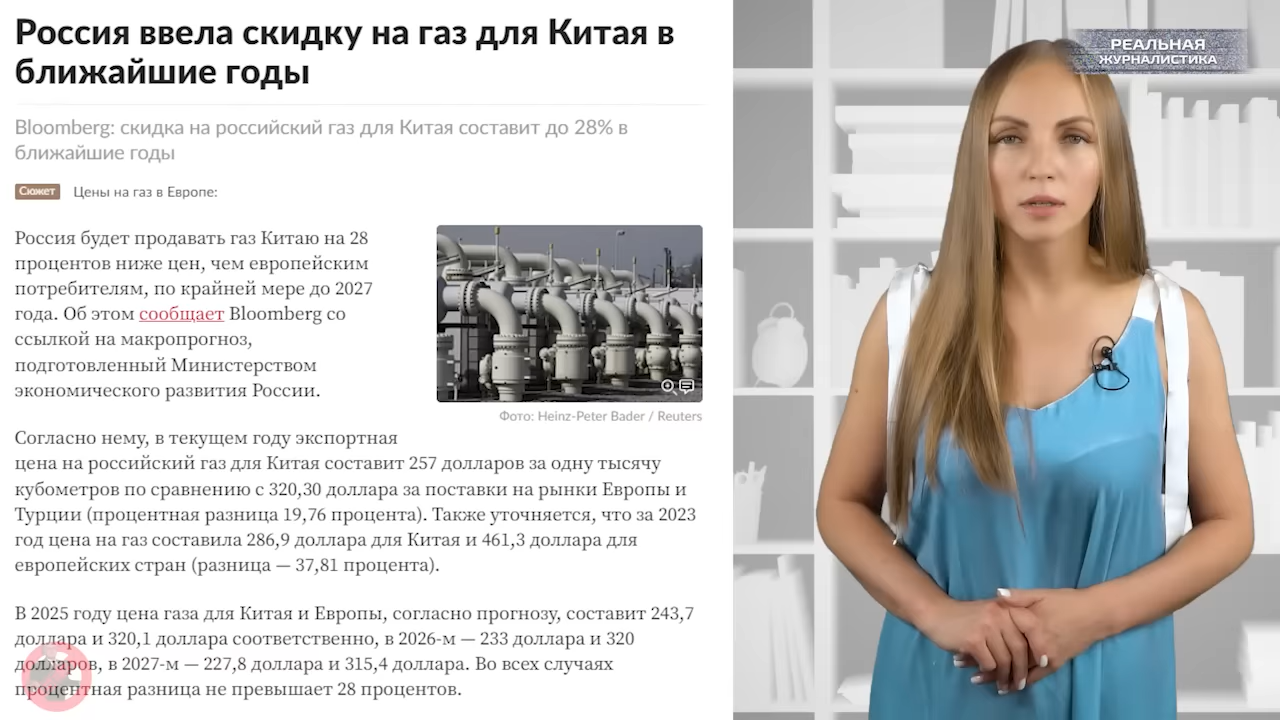 Россия ввела скидку на газ для Китая в
ближайшие годы
Bloomberg: скидка на российский газ для Китая составит до 28% в
ближайшие годы
Сюжет Цены на газ в Европе:
Россия будет продавать газ Китаю на 28
процентов ниже цен, чем европейским
потребителям, по крайней мере до 2027
года. Об этом сообщает Bloomberg со
ссылкой на макропрогноз,
подготовленный Министерством
экономического развития России.
Фото: Heinz-Peter Bader / Reuters
Согласно нему, в текущем году экспортная
цена на российский газ для Китая составит 257 долларов за одну тысячу
кубометров по сравнению с 320,30 доллара за поставки на рынки Европы и
Турции (процентная разница 19,76 процента). Также уточняется, что за 2023
год цена на газ составила 286,9 доллара для Китая и 461,3 доллара для
европейских стран (разница — 37,81 процента).
В 2025 году цена газа для Китая и Европы, согласно прогнозу, составит 243,7
доллара и 320,1 доллара соответственно, в 2026-м — 233 доллара и 320
долларов, в 2027-м — 227,8 доллара и 315,4 доллара. Во всех случаях
процентная разница не превышает 28 процентов.
РЕАЛЬНАЯ
ЖУРНАЛИСТИКА